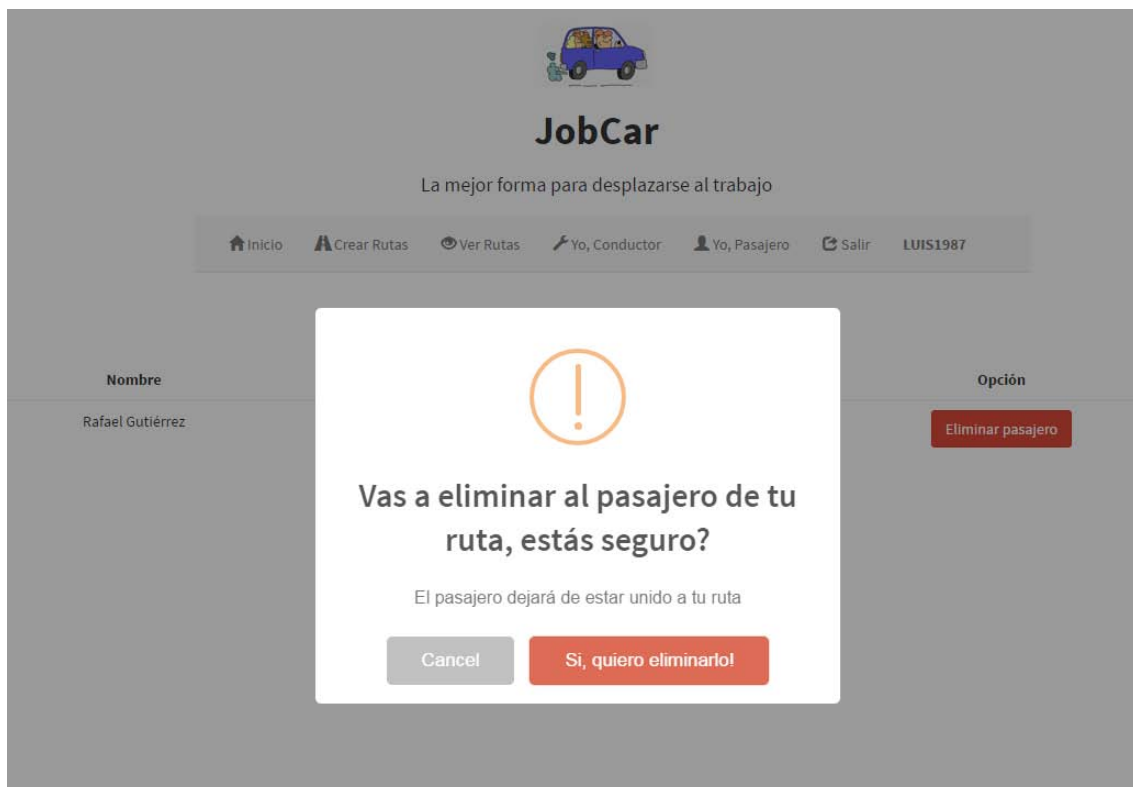 JobCar
La mejor forma para desplazarse al trabajo
Inicio Crear Rutas Ver Rutas Yo, Conductor Yo, Pasajero Salir LUIS1987
Nombre Opción
Rafael Gutiérrez Eliminar pasajero
Vas a eliminar al pasajero de tu
ruta, estás seguro?
El pasajero dejará de estar unido a tu ruta
Cancel Si, quiero eliminarlo!